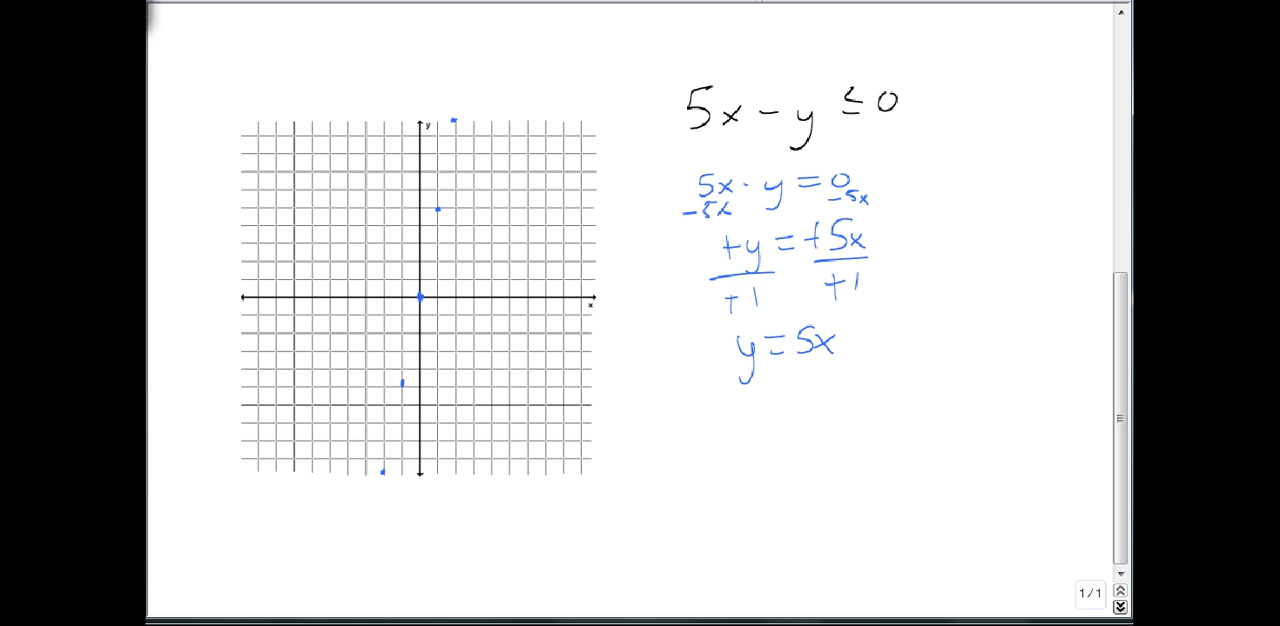 y
x
5x - y ≤ 0
5x - y = 0
-5x -5x
+y = +5x
+1 +1
y = 5x
1/1